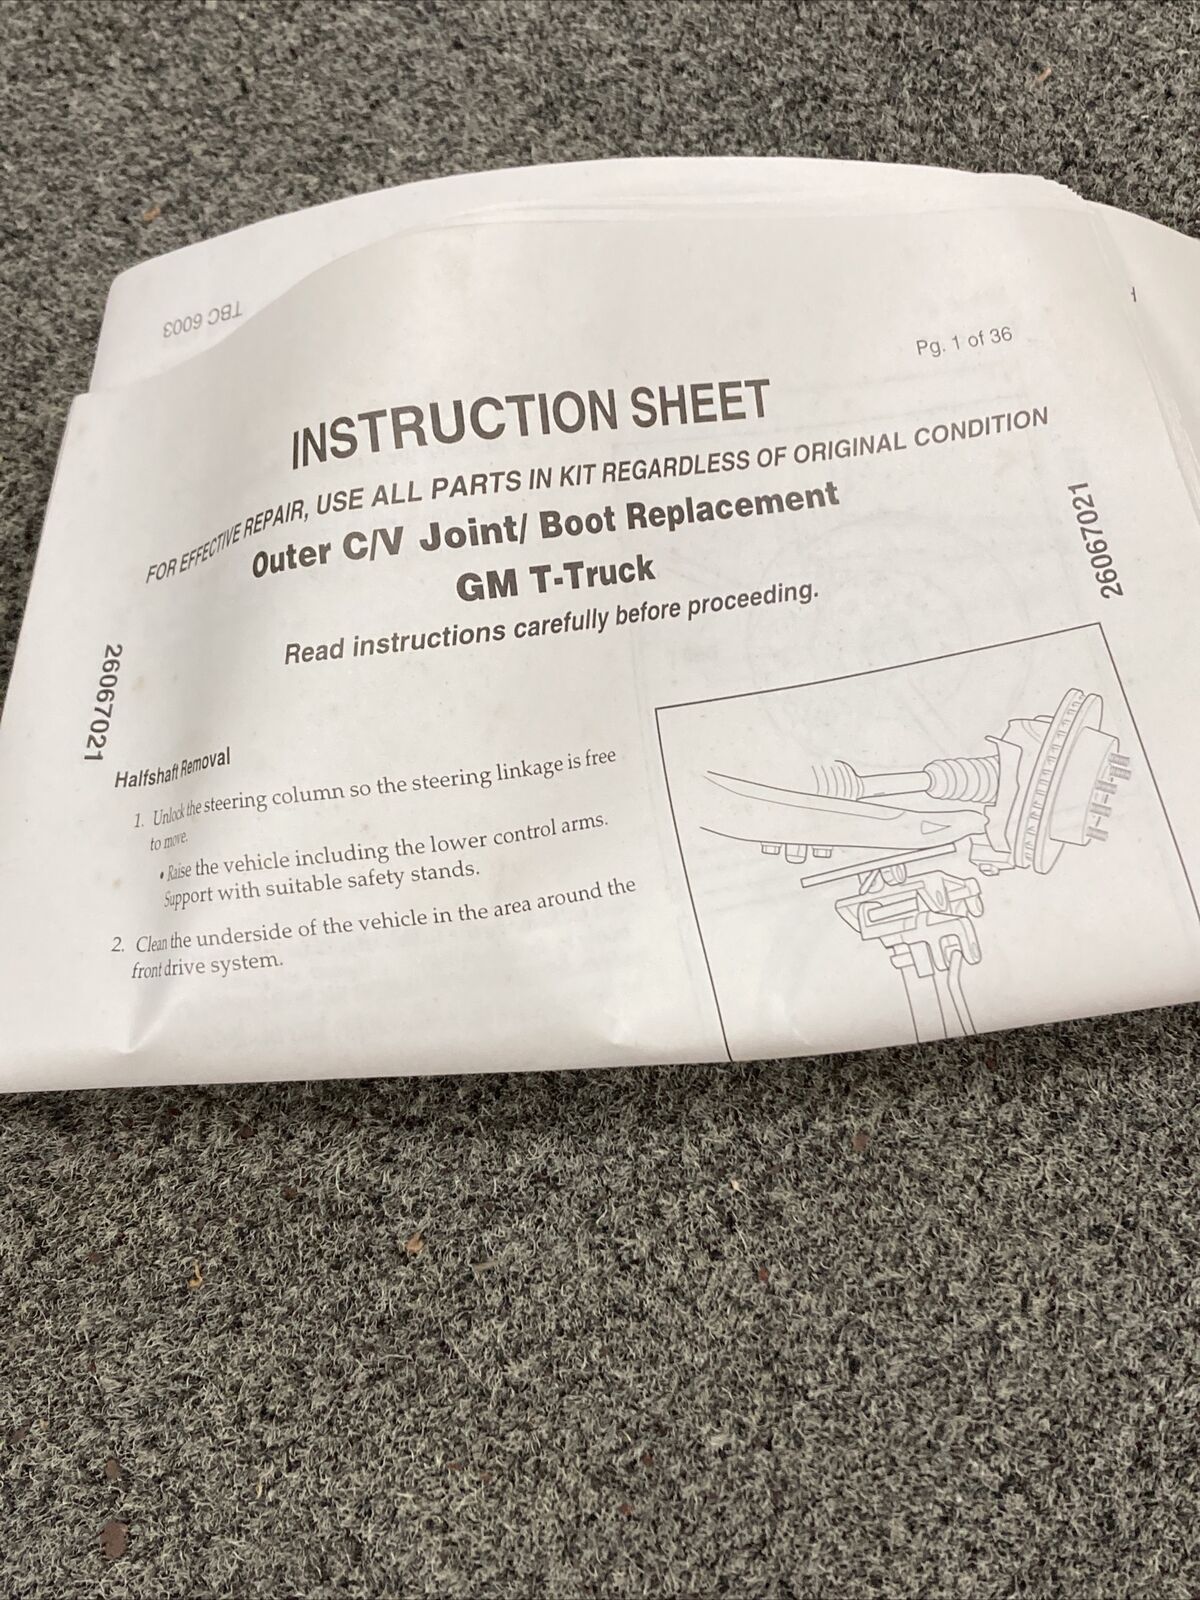 TBC 6003
Pg. 1 of 36
INSTRUCTION SHEET
FOR EFFECTIVE REPAIR, USE ALL PARTS IN KIT REGARDLESS OF ORIGINAL CONDITION
Outer C/V Joint/ Boot Replacement
GM T-Truck
Read instructions carefully before proceeding.
26067021
26067021
Halfshaft Removal
1. Unlock the steering column so the steering linkage is free
to move.
• Raise the vehicle including the lower control arms.
Support with suitable safety stands.
2. Clean the underside of the vehicle in the area around the
front drive system.